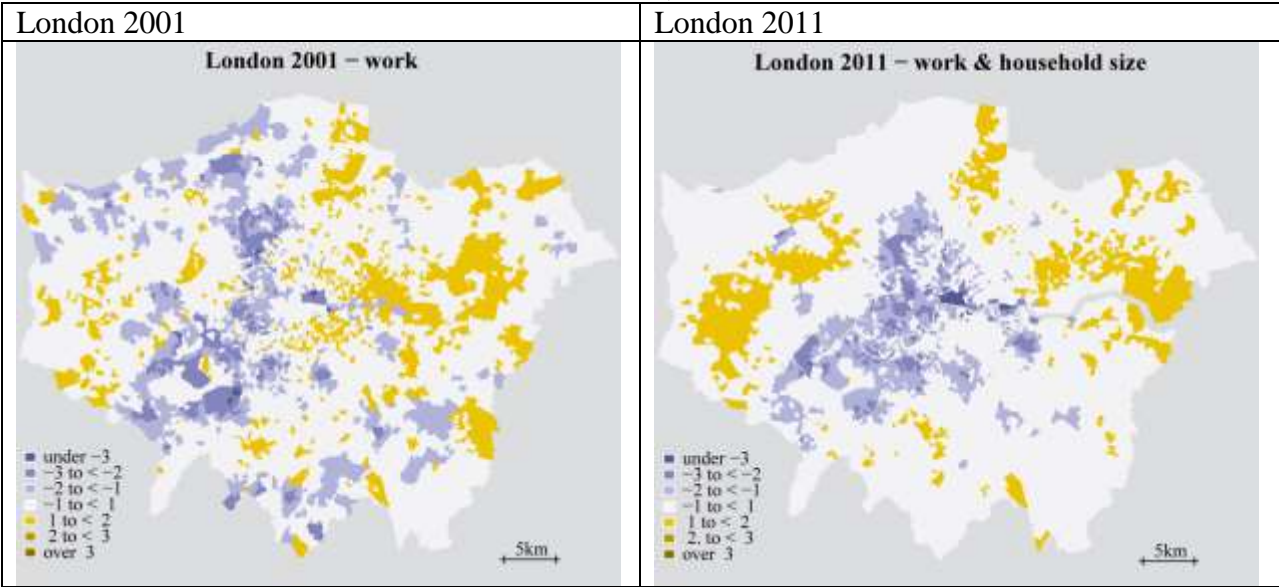 London 2001
London 2011
London 2001 − work
London 2011 − work & household size
under −3
−3 to < −2
−2 to < −1
−1 to < 1
1 to < 2
2 to < 3
over 3
5km
under −3
−3 to < −2
−2 to < −1
−1 to < 1
1 to < 2
2. to < 3
over 3
5km